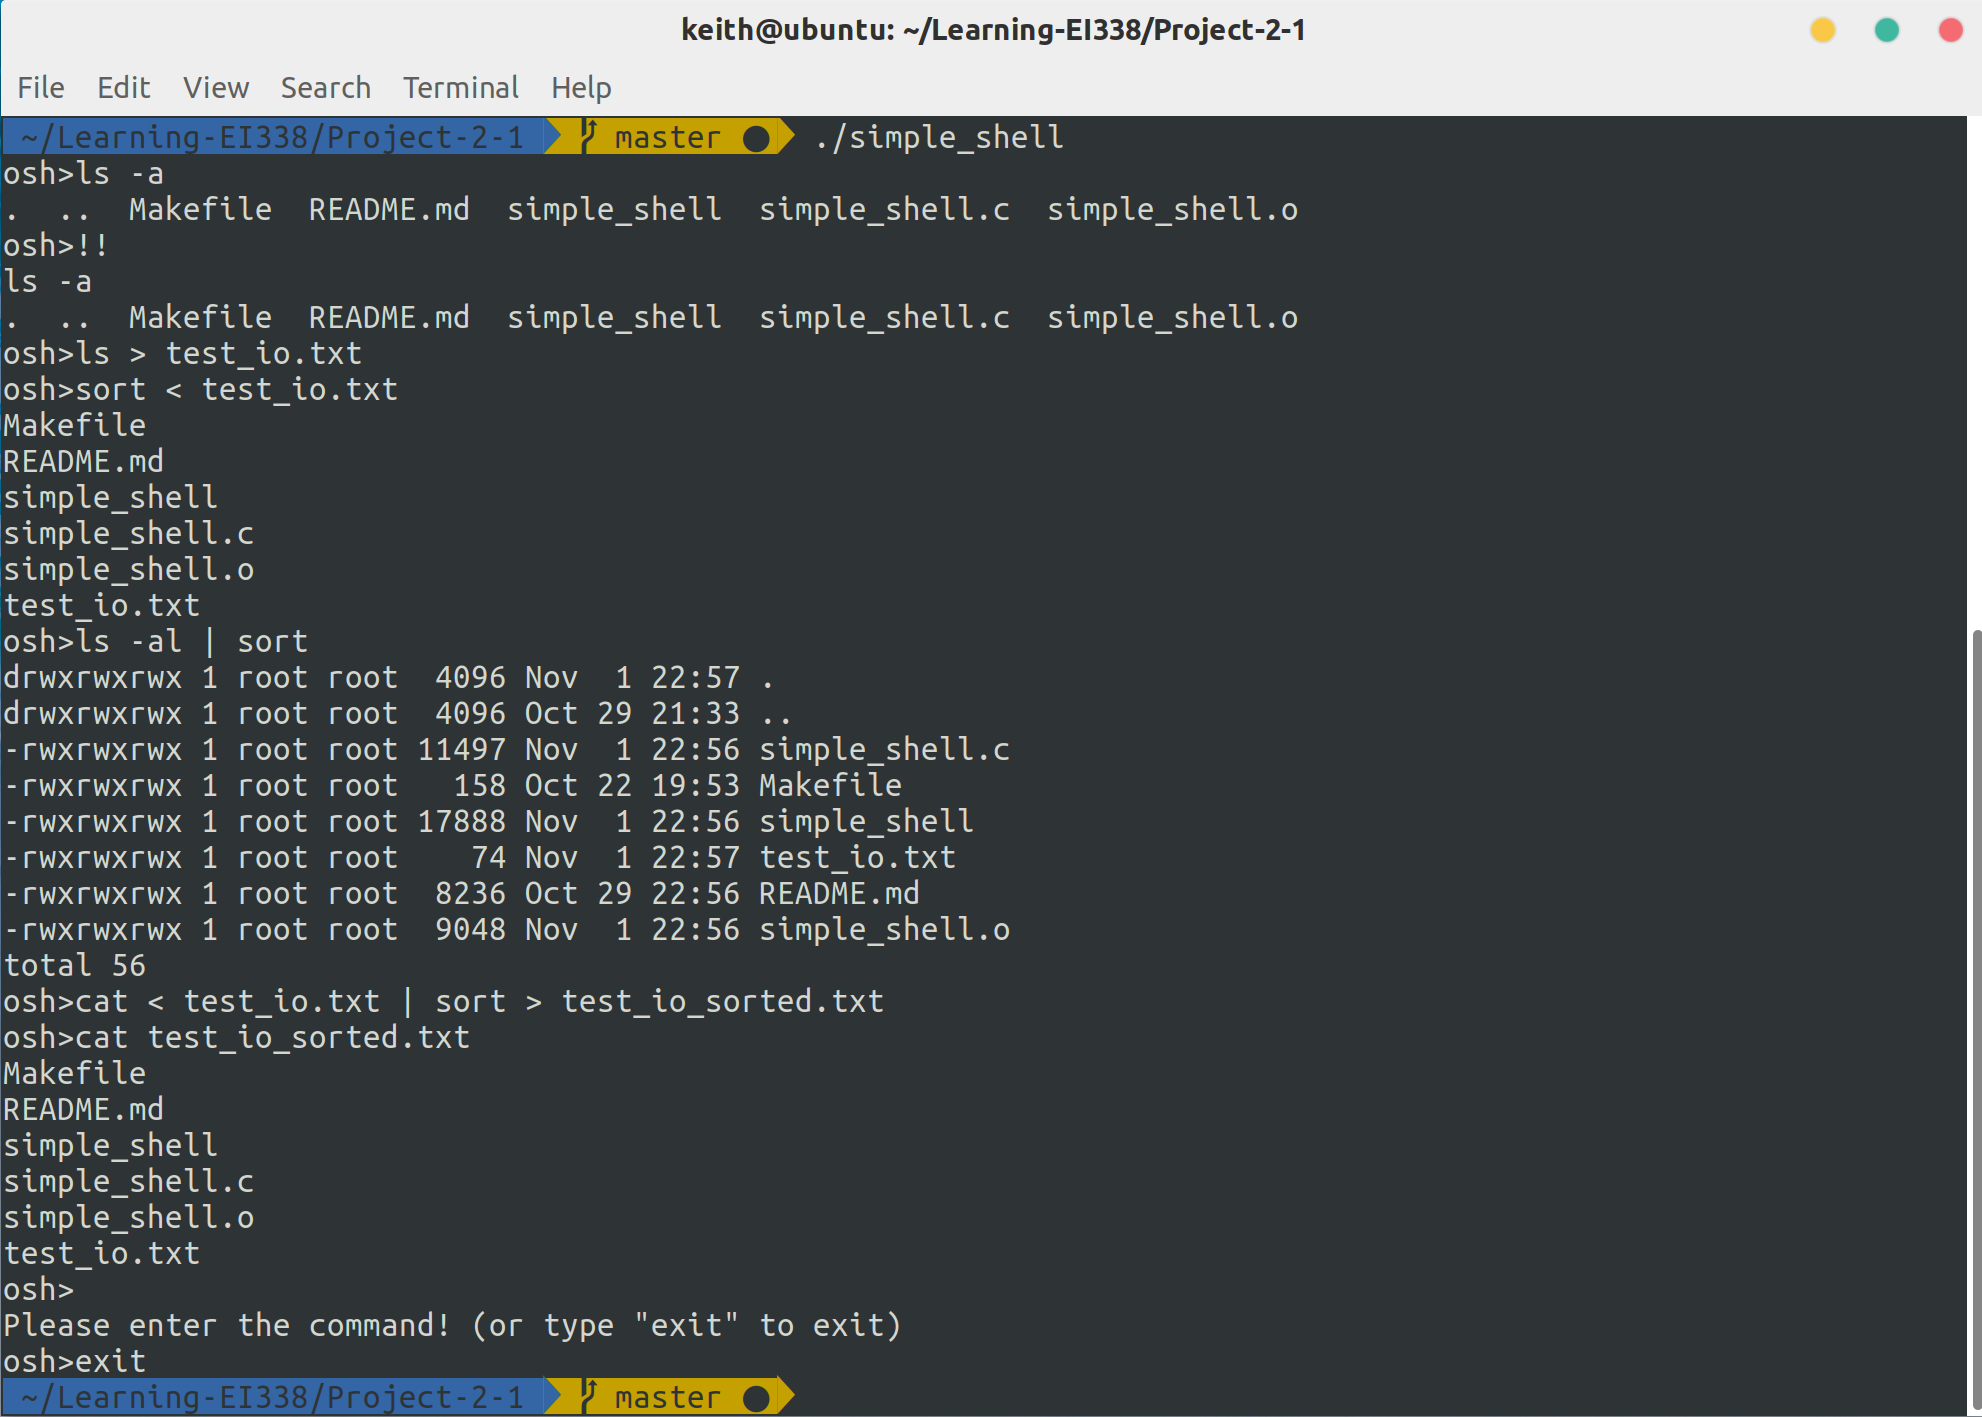 keith@ubuntu: ~/Learning-EI338/Project-2-1
File Edit View Search Terminal Help
~/Learning-EI338/Project-2-1 master ● ./simple_shell
osh>ls -a
.  ..  Makefile  README.md  simple_shell  simple_shell.c  simple_shell.o
osh>!!
ls -a
.  ..  Makefile  README.md  simple_shell  simple_shell.c  simple_shell.o
osh>ls > test_io.txt
osh>sort < test_io.txt
Makefile
README.md
simple_shell
simple_shell.c
simple_shell.o
test_io.txt
osh>ls -al | sort
drwxrwxrwx 1 root root  4096 Nov  1 22:57 .
drwxrwxrwx 1 root root  4096 Oct 29 21:33 ..
-rwxrwxrwx 1 root root 11497 Nov  1 22:56 simple_shell.c
-rwxrwxrwx 1 root root   158 Oct 22 19:53 Makefile
-rwxrwxrwx 1 root root 17888 Nov  1 22:56 simple_shell
-rwxrwxrwx 1 root root    74 Nov  1 22:57 test_io.txt
-rwxrwxrwx 1 root root  8236 Oct 29 22:56 README.md
-rwxrwxrwx 1 root root  9048 Nov  1 22:56 simple_shell.o
total 56
osh>cat < test_io.txt | sort > test_io_sorted.txt
osh>cat test_io_sorted.txt
Makefile
README.md
simple_shell
simple_shell.c
simple_shell.o
test_io.txt
osh>
Please enter the command! (or type "exit" to exit)
osh>exit
~/Learning-EI338/Project-2-1 master ●